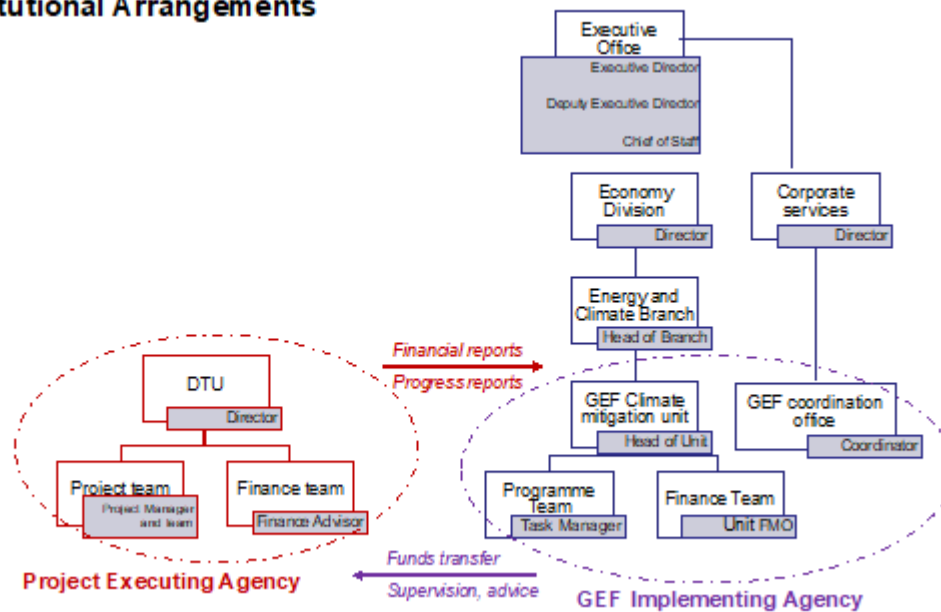 tutional Arrangements
Executive
Office
Executive Director
Deputy Executive Director
Chief of Staff
Economy
Division
Director
Corporate
services
Director
Energy and
Climate Branch
Head of Branch
Financial reports
Progress reports
DTU
Director
GEF Climate
mitigation unit
Head of Unit
GEF coordination
office
Coordinator
Project team
Project Manager
and team
Finance team
Finance Advisor
Programme
Team
Task Manager
Finance Team
Unit FMO
Funds transfer
Supervision, advice
Project Executing Agency
GEF Implementing Agency